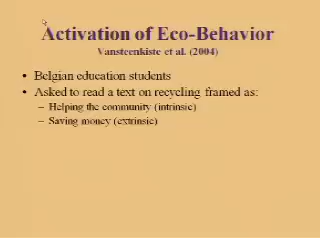 Activation of Eco-Behavior
Vansteenkiste et al. (2004)
• Belgian education students
• Asked to read a text on recycling framed as:
– Helping the community (intrinsic)
– Saving money (extrinsic)